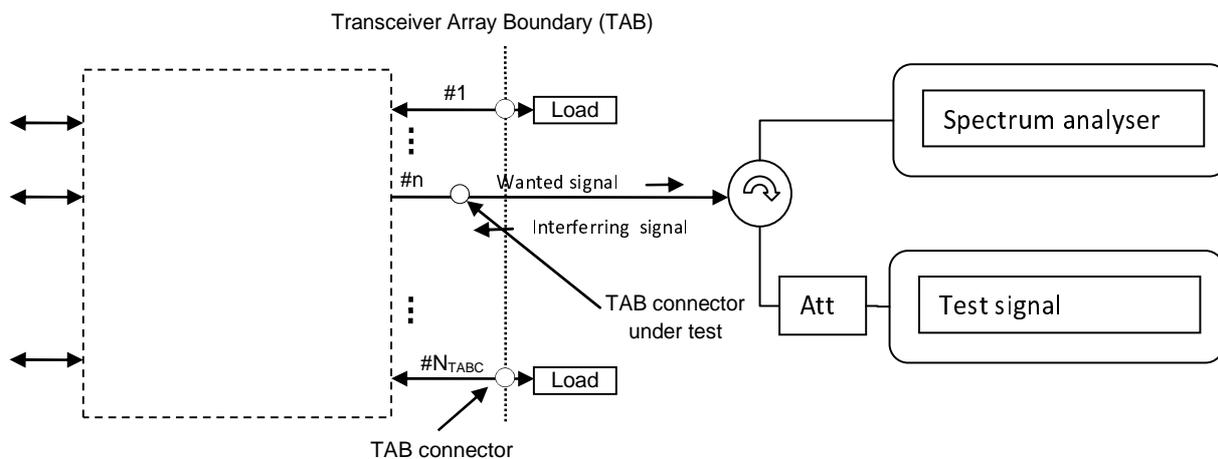 Transceiver Array Boundary (TAB)
#1
Load
Spectrum analyser
#n
Wanted signal
Interferring signal
Att
Test signal
TAB connector
under test
#NTABC
Load
TAB connector